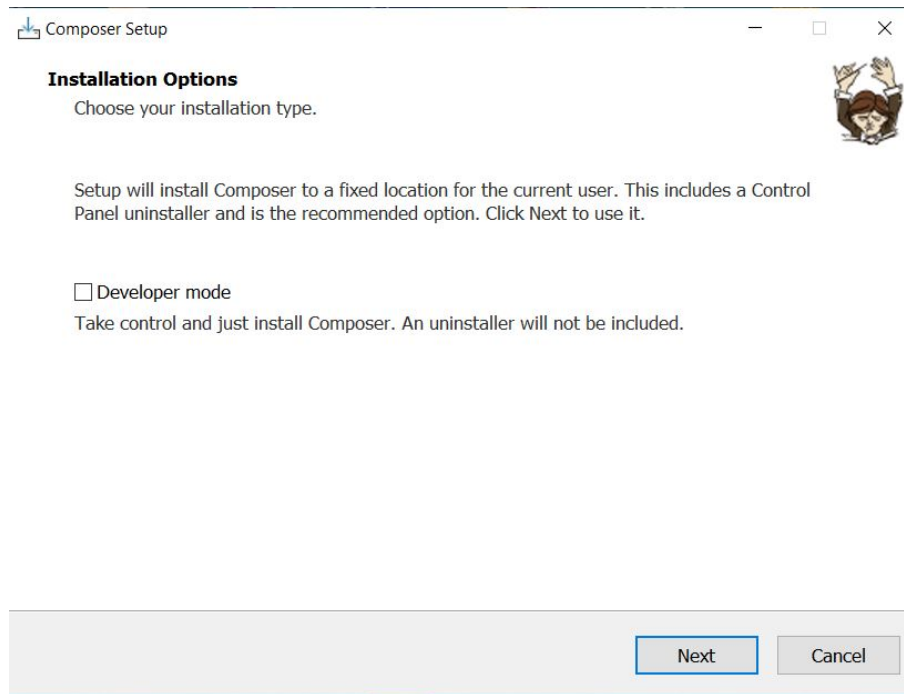 Composer Setup
Installation Options
Choose your installation type.
Setup will install Composer to a fixed location for the current user. This includes a Control
Panel uninstaller and is the recommended option. Click Next to use it.
Developer mode
Take control and just install Composer. An uninstaller will not be included.
Next
Cancel